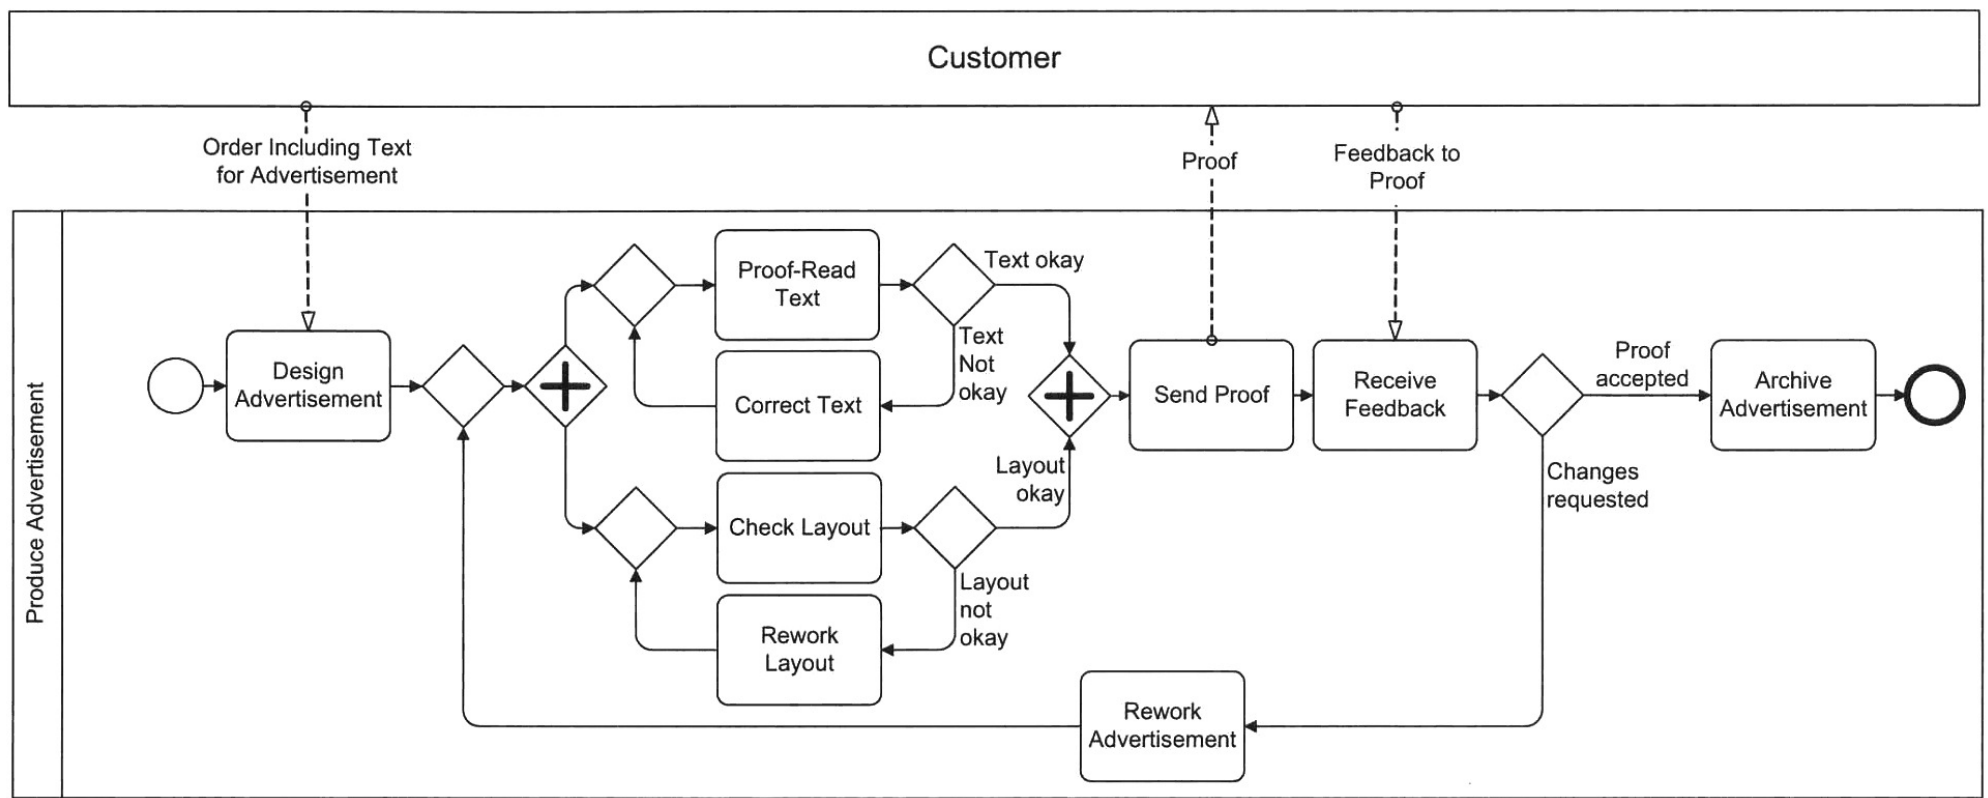 Customer
Order Including Text
for Advertisement
Proof
Feedback to
Proof
Produce Advertisement
Design
Advertisement
Proof-Read
Text
Text okay
Text
Not
okay
Correct Text
Check Layout
Layout
okay
Layout
not
okay
Rework
Layout
Send Proof
Receive
Feedback
Proof
accepted
Archive
Advertisement
Changes
requested
Rework
Advertisement